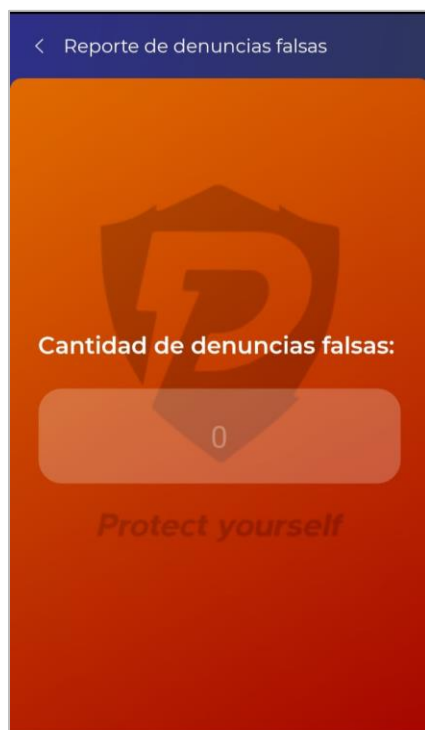 Reporte de denuncias falsas
Cantidad de denuncias falsas:
0
Protect yourself